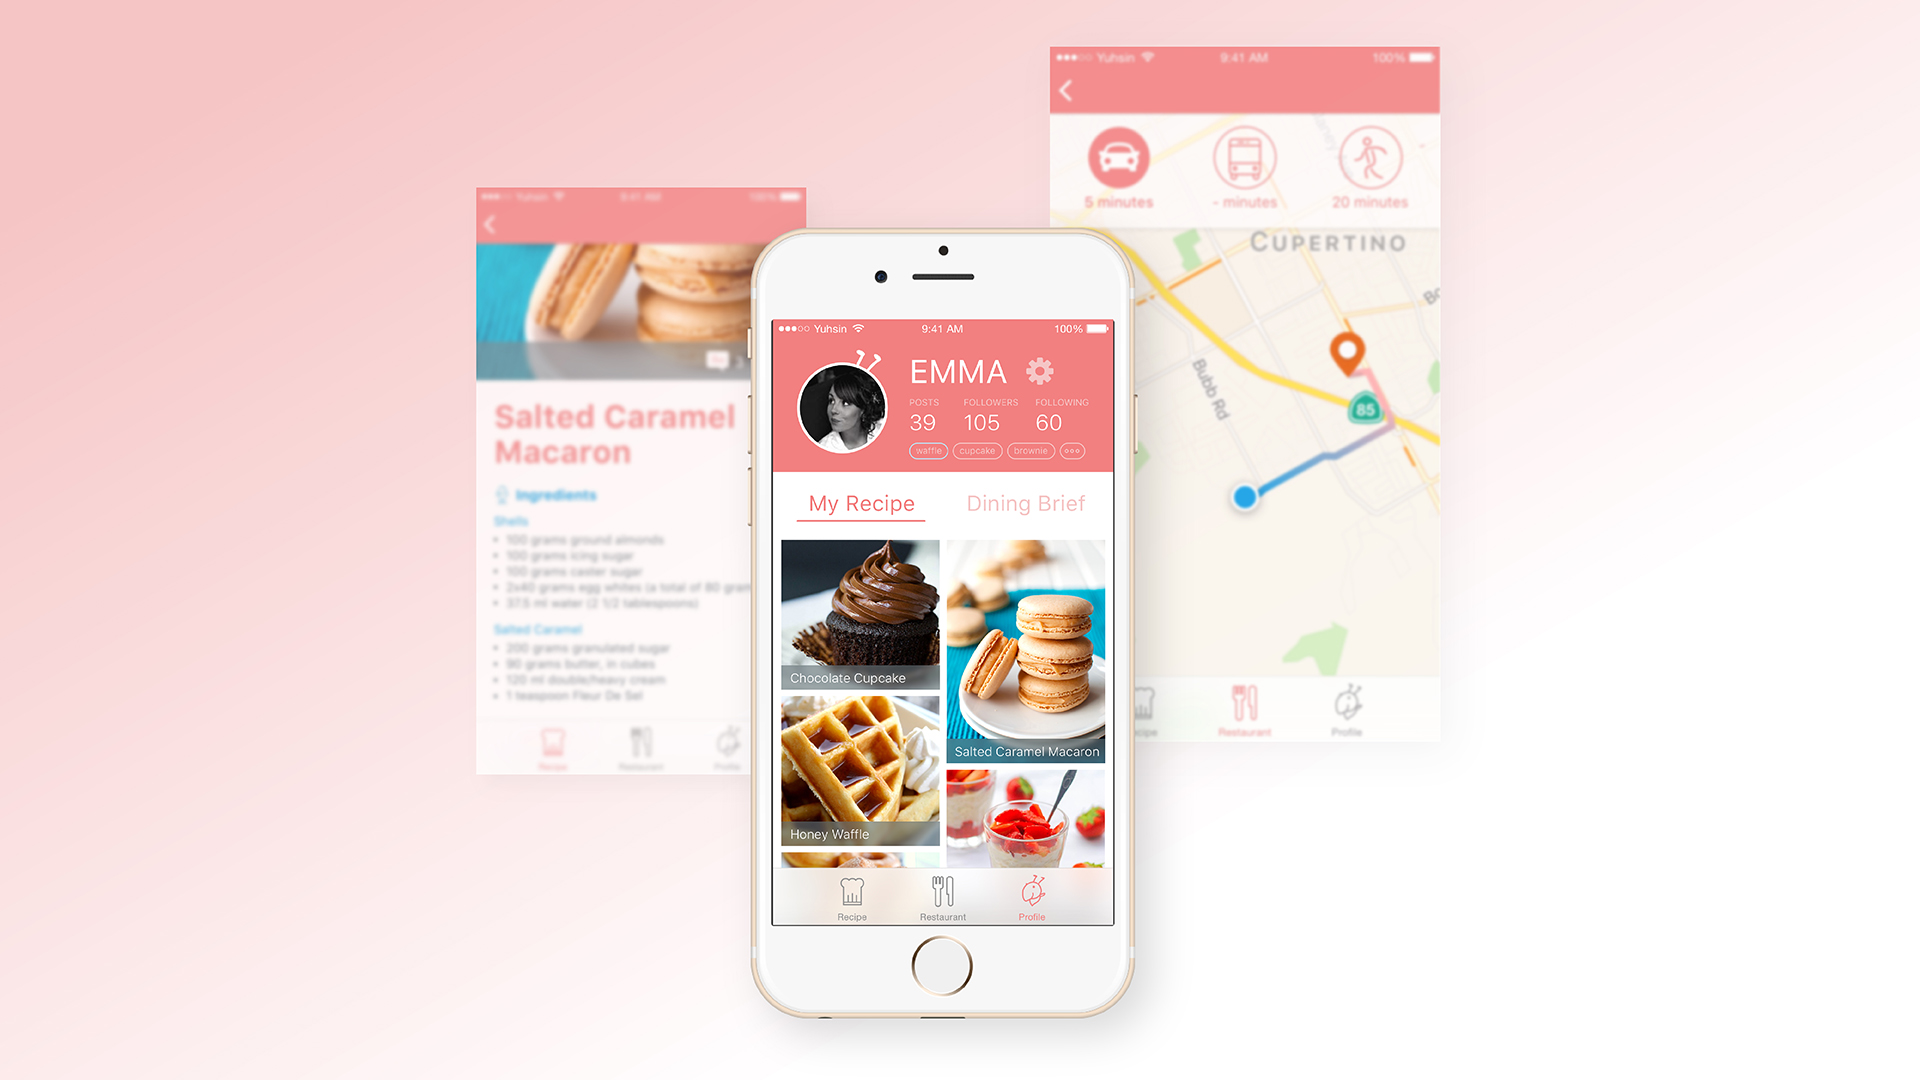 Yuhsin
9:41 AM
100%
Salted Caramel
Macaron
Ingredients
Shells
• 100 grams ground almonds
• 100 grams icing sugar
• 100 grams caster sugar
• 2x40 grams egg whites (a total of 80 gram
• 37.5 ml water (2 1/2 tablespoons)
Salted Caramel
• 200 grams granulated sugar
• 90 grams butter, in cubes
• 120 ml double/heavy cream
• 1 teaspoon Fleur De Sel
Recipe
Restaurant
Profile
Yuhsin
9:41 AM
100%
EMMA
POSTS
FOLLOWERS
FOLLOWING
39
105
60
waffle
cupcake
brownie
My Recipe
Dining Brief
Chocolate Cupcake
Salted Caramel Macaron
Honey Waffle
Recipe
Restaurant
Profile
Yuhsin
9:41 AM
100%
5 minutes
- minutes
20 minutes
CUPERTINO
Bubb Rd
85
Restaurant
Profile